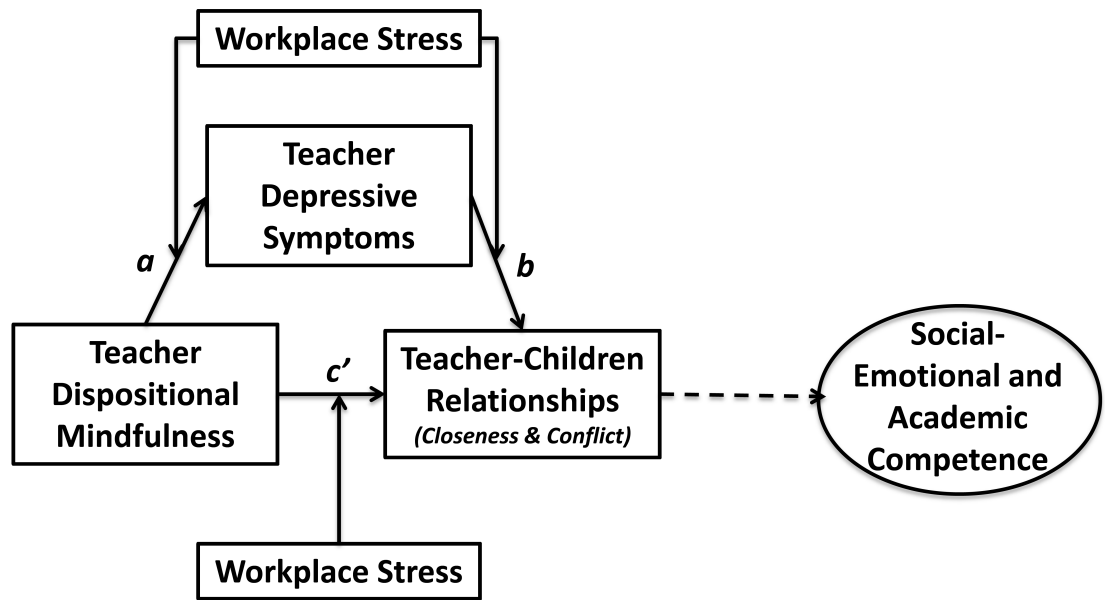 Workplace Stress
Teacher
Depressive
Symptoms
a
b
Teacher
Dispositional
Mindfulness
c’
Teacher-Children
Relationships
(Closeness & Conflict)
Social-
Emotional and
Academic
Competence
Workplace Stress